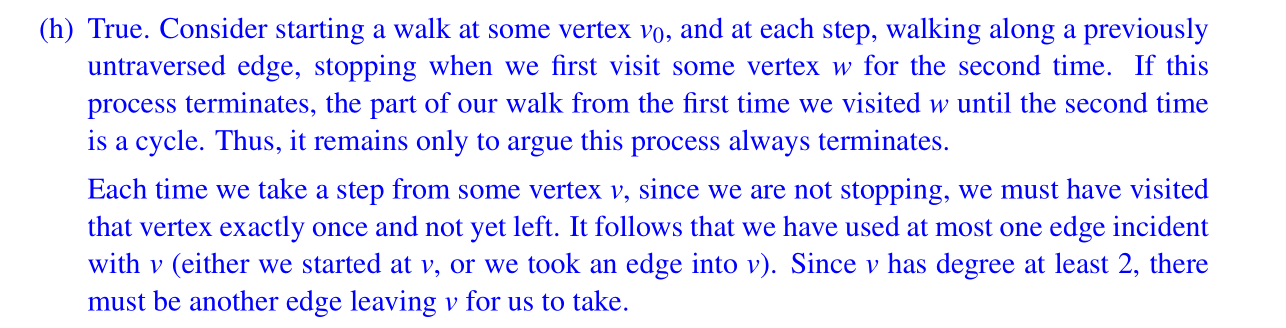 (h) True. Consider starting a walk at some vertex v0, and at each step, walking along a previously
untraversed edge, stopping when we first visit some vertex w for the second time. If this
process terminates, the part of our walk from the first time we visited w until the second time
is a cycle. Thus, it remains only to argue this process always terminates.
Each time we take a step from some vertex v, since we are not stopping, we must have visited
that vertex exactly once and not yet left. It follows that we have used at most one edge incident
with v (either we started at v, or we took an edge into v). Since v has degree at least 2, there
must be another edge leaving v for us to take.